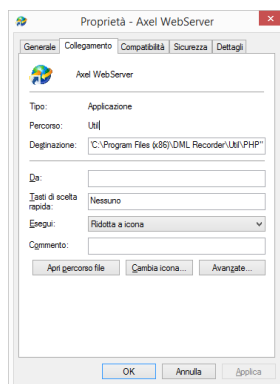 Proprietà - Axel WebServer
Generale Collegamento Compatibilità Sicurezza Dettagli
Axel WebServer
Tipo: Applicazione
Percorso: Util
Destinazione: 'C:\Program Files (x86)\DML Recorder\Util\PHP"
Da:
Tasti di scelta rapida: Nessuno
Esegui: Ridotta a icona
Commento:
Apri percorso file Cambia icona... Avanzate...
OK Annulla Applica